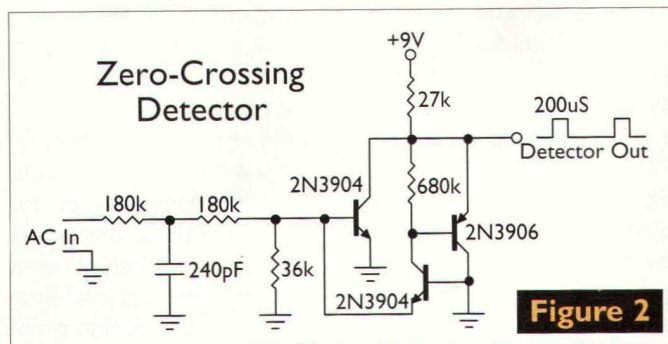 +9V
Zero-Crossing
Detector
27k
200uS
Detector Out
2N3904
680k
180k
180k
2N3906
AC In
240pF
36k
2N3904
Figure 2